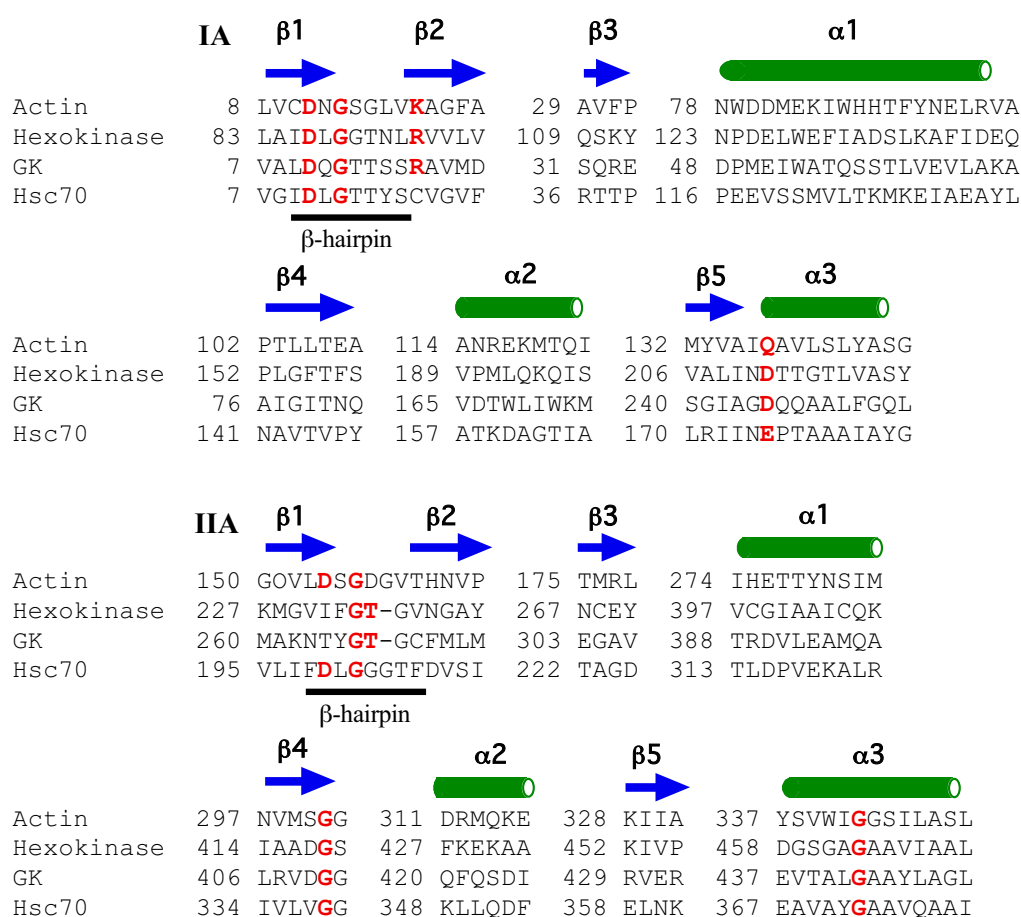 IA β1 β2 β3 α1
Actin 8 LVCDNGSGLVKAGFA 29 AVFP 78 NWDDMEKIWHHTFYNELRVA
Hexokinase 83 LAIDLGGTNLRVVLV 109 QSKY 123 NPDELWEFIADSLKAFIDEQ
GK 7 VALDQGTTSSRAVMD 31 SQRE 48 DPMEIWATQSSTLVEVLAKA
Hsc70 7 VGIDLGTTYSCVGVF 36 RTTP 116 PEEVSSMVLTKMKEIAEAYL
β-hairpin
β4 α2 β5 α3
Actin 102 PTLLTEA 114 ANREKMTQI 132 MYVAIQAVLSLYASG
Hexokinase 152 PLGFTFS 189 VPMLQKQIS 206 VALINDTTGTLVASY
GK 76 AIGITNQ 165 VDTWLIWKM 240 SGIAGDQQAALFGQL
Hsc70 141 NAVTVPY 157 ATKDAGTIA 170 LRIINEPTAAAIAYG
IIA β1 β2 β3 α1
Actin 150 GOVLDSGDGVTHNVP 175 TMRL 274 IHETTYNSIM
Hexokinase 227 KMGVIFGT-GVNGAY 267 NCEY 397 VCGIAAICQK
GK 260 MAKNTYGT-GCFMLM 303 EGAV 388 TRDVLEAMQA
Hsc70 195 VLIFDLGGGTFDVSI 222 TAGD 313 TLDPVEKALR
β-hairpin
β4 α2 β5 α3
Actin 297 NVMSGG 311 DRMQKE 328 KIIA 337 YSVWIGGSILASL
Hexokinase 414 IAADGS 427 FKEKAA 452 KIVP 458 DGSGAGAAVIAAL
GK 406 LRVDGG 420 QFQSDI 429 RVER 437 EVTALGAAYLAGL
Hsc70 334 IVLVGG 348 KLLQDF 358 ELNK 367 EAVAYGAAVQAAI